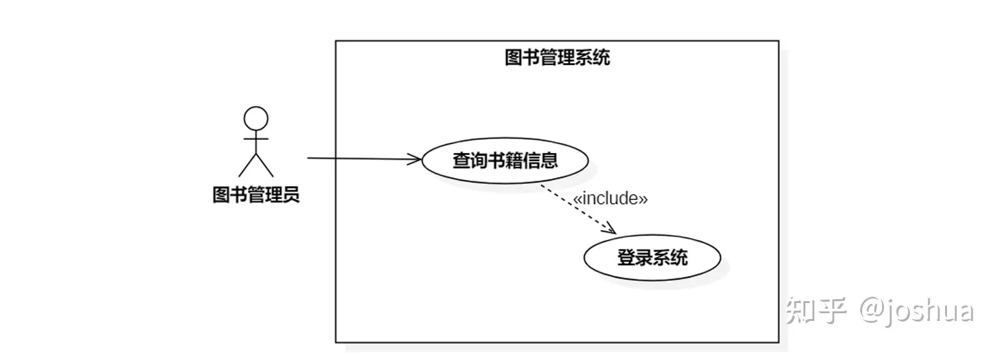 图书管理系统
查询书籍信息
图书管理员
«include»
登录系统
知乎 @joshua